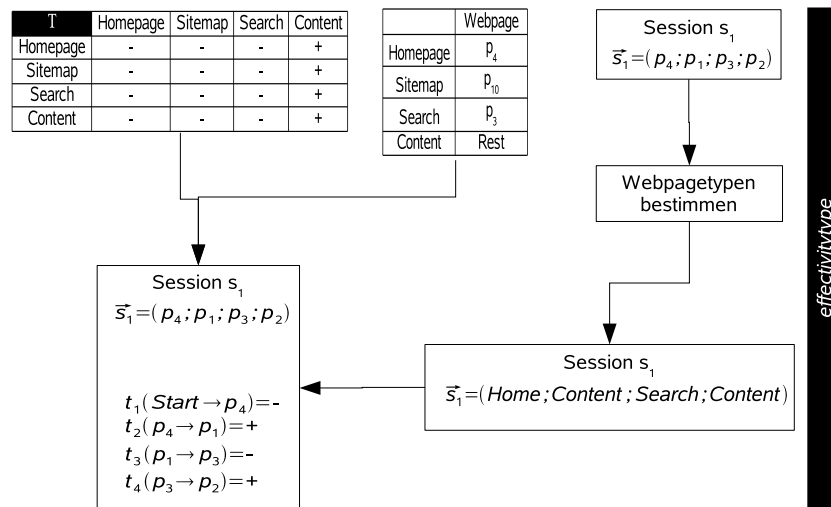 T Homepage Sitemap Search Content
Homepage - - - +
Sitemap - - - +
Search - - - +
Content - - - +
Webpage
Homepage p₄
Sitemap p₁₀
Search p₃
Content Rest
Session s₁
s⃗₁=(p₄;p₁;p₃;p₂)
Webpagetypen
bestimmen
Session s₁
s⃗₁=(Home;Content;Search;Content)
Session s₁
s⃗₁=(p₄;p₁;p₃;p₂)
t₁(Start→p₄)=-
t₂(p₄→p₁)=+
t₃(p₁→p₃)=-
t₄(p₃→p₂)=+
effectivitytype